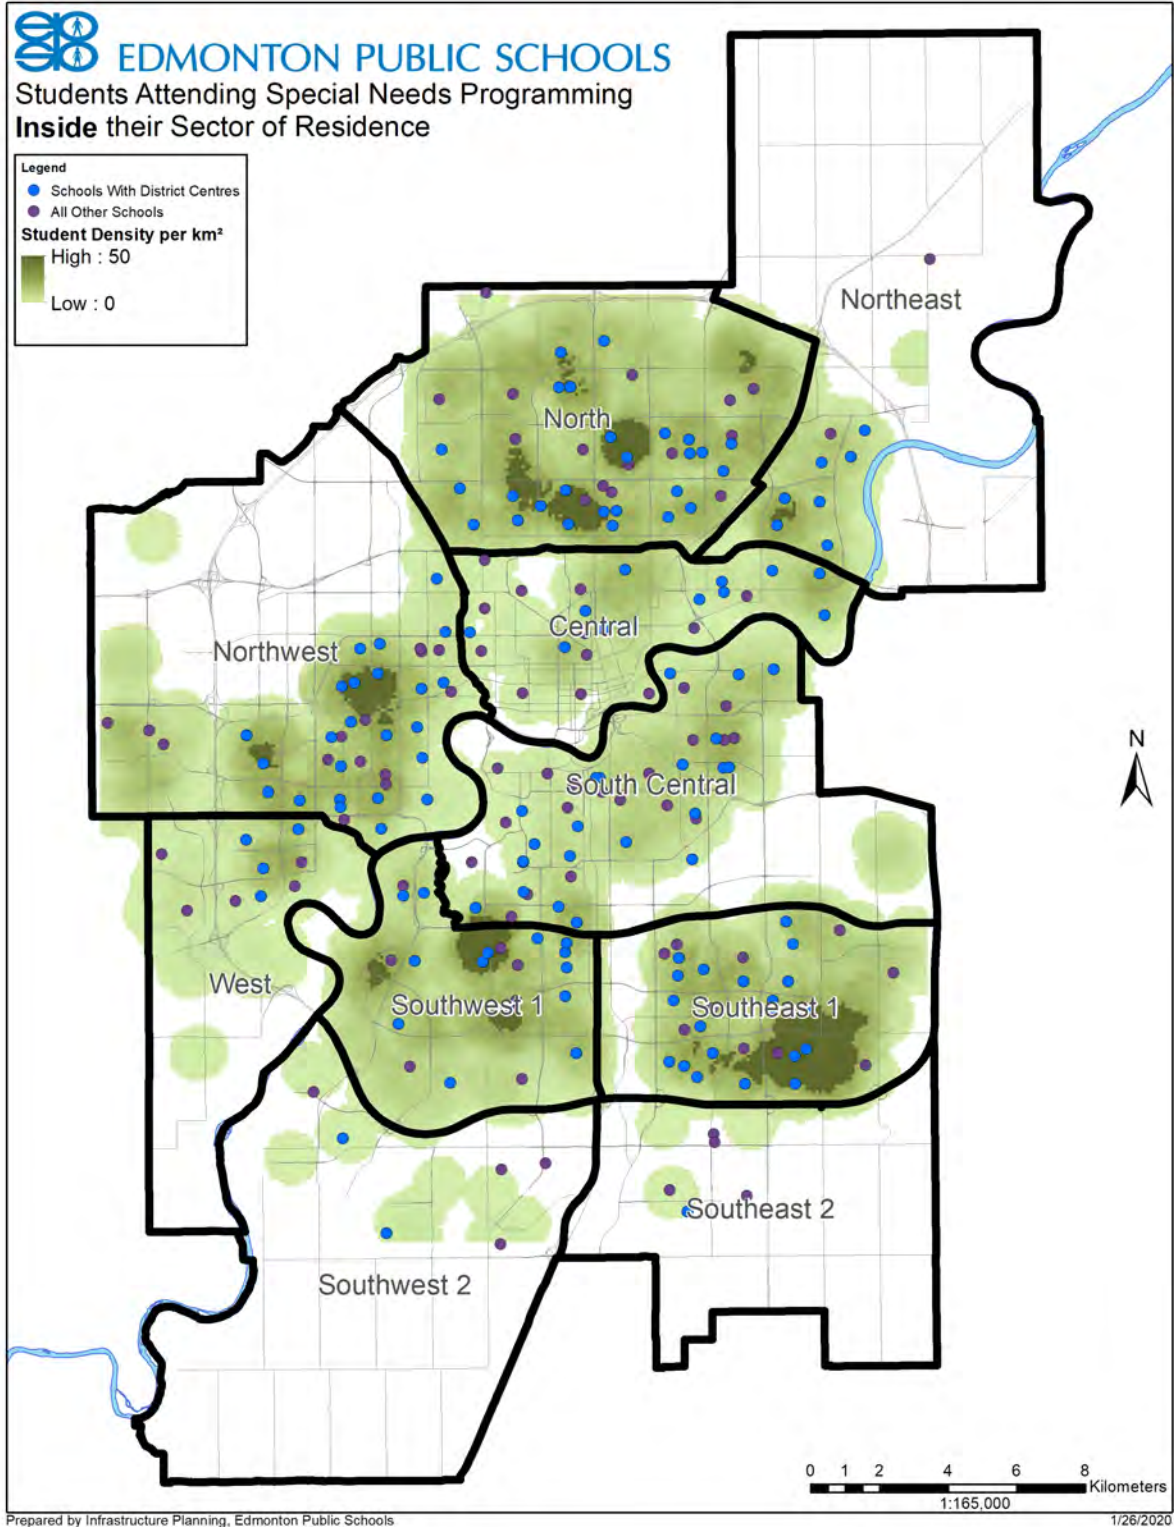 EDMONTON PUBLIC SCHOOLS
Students Attending Special Needs Programming
Inside their Sector of Residence
Legend
Schools With District Centres
All Other Schools
Student Density per km²
High : 50
Low : 0
Northeast
North
Central
Northwest
South Central
N
West
Southwest 1
Southeast 1
Southeast 2
Southwest 2
0 1 2 4 6 8
Kilometers
1:165,000
Prepared by Infrastructure Planning, Edmonton Public Schools
1/26/2020